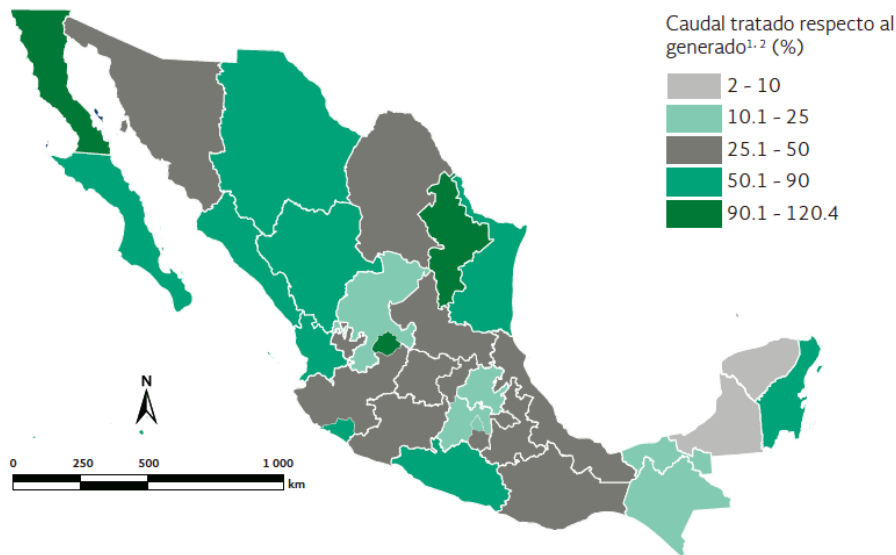 Caudal tratado respecto al
generado¹·² (%)
2 - 10
10.1 - 25
25.1 - 50
50.1 - 90
90.1 - 120.4
N
0 250 500 1 000
km